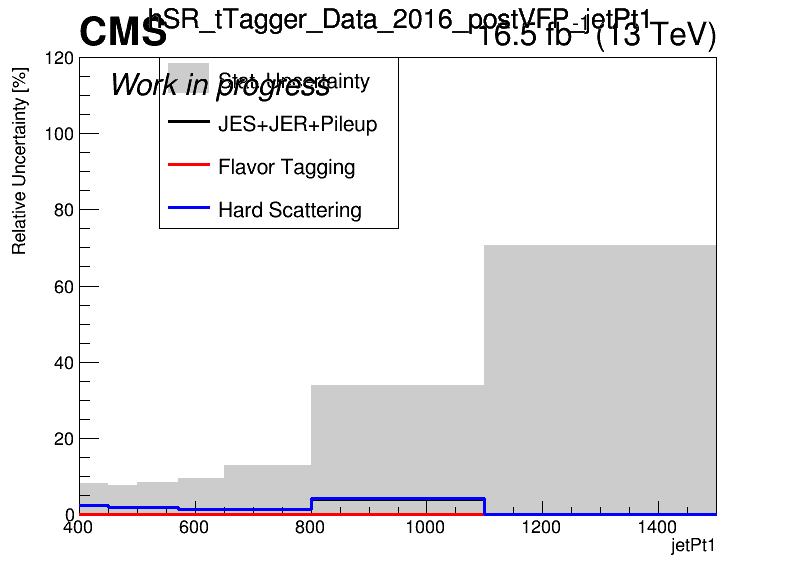 hSR_tTagger_Data_2016_postVFP_jetPt1
CMS
16.5 fb-1 (13 TeV)
Work in progress
Relative Uncertainty [%]
120
100
80
60
40
20
0
Stat. Uncertainty
JES+JER+Pileup
Flavor Tagging
Hard Scattering
400 600 800 1000 1200 1400
jetPt1